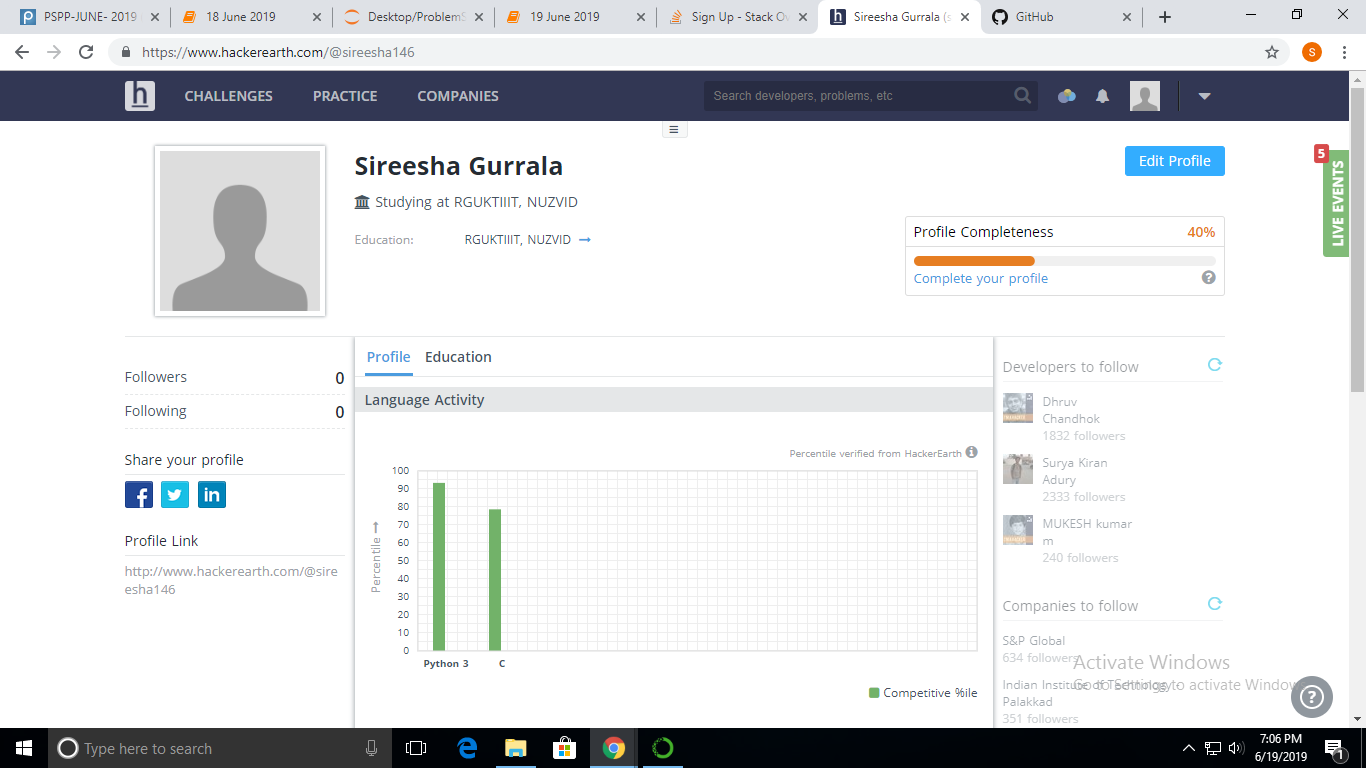 PSPP-JUNE- 2019
18 June 2019
Desktop/ProblemS
19 June 2019
Sign Up - Stack Ov
Sireesha Gurrala (s
GitHub
https://www.hackerearth.com/@sireesha146
S
h
CHALLENGES
PRACTICE
COMPANIES
Search developers, problems, etc
Sireesha Gurrala
Edit Profile
5
LIVE EVENTS
Studying at RGUKTIIIT, NUZVID
Education:
RGUKTIIIT, NUZVID →
Profile Completeness
40%
Complete your profile
?
Followers
0
Following
0
Share your profile
Profile Link
http://www.hackerearth.com/@sire
esha146
Profile
Education
Language Activity
Percentile verified from HackerEarth
100
90
80
70
60
50
40
30
20
10
0
Percentile →
Python 3
C
Competitive %ile
Developers to follow
Dhruv
Chandhok
1832 followers
Surya Kiran
Adury
2333 followers
MUKESH kumar
m
240 followers
Companies to follow
S&P Global
634 followers
Indian Institute of Technology -
Palakkad
351 followers
Activate Windows
Go to Settings to activate Windows
?
Type here to search
7:06 PM
6/19/2019
1